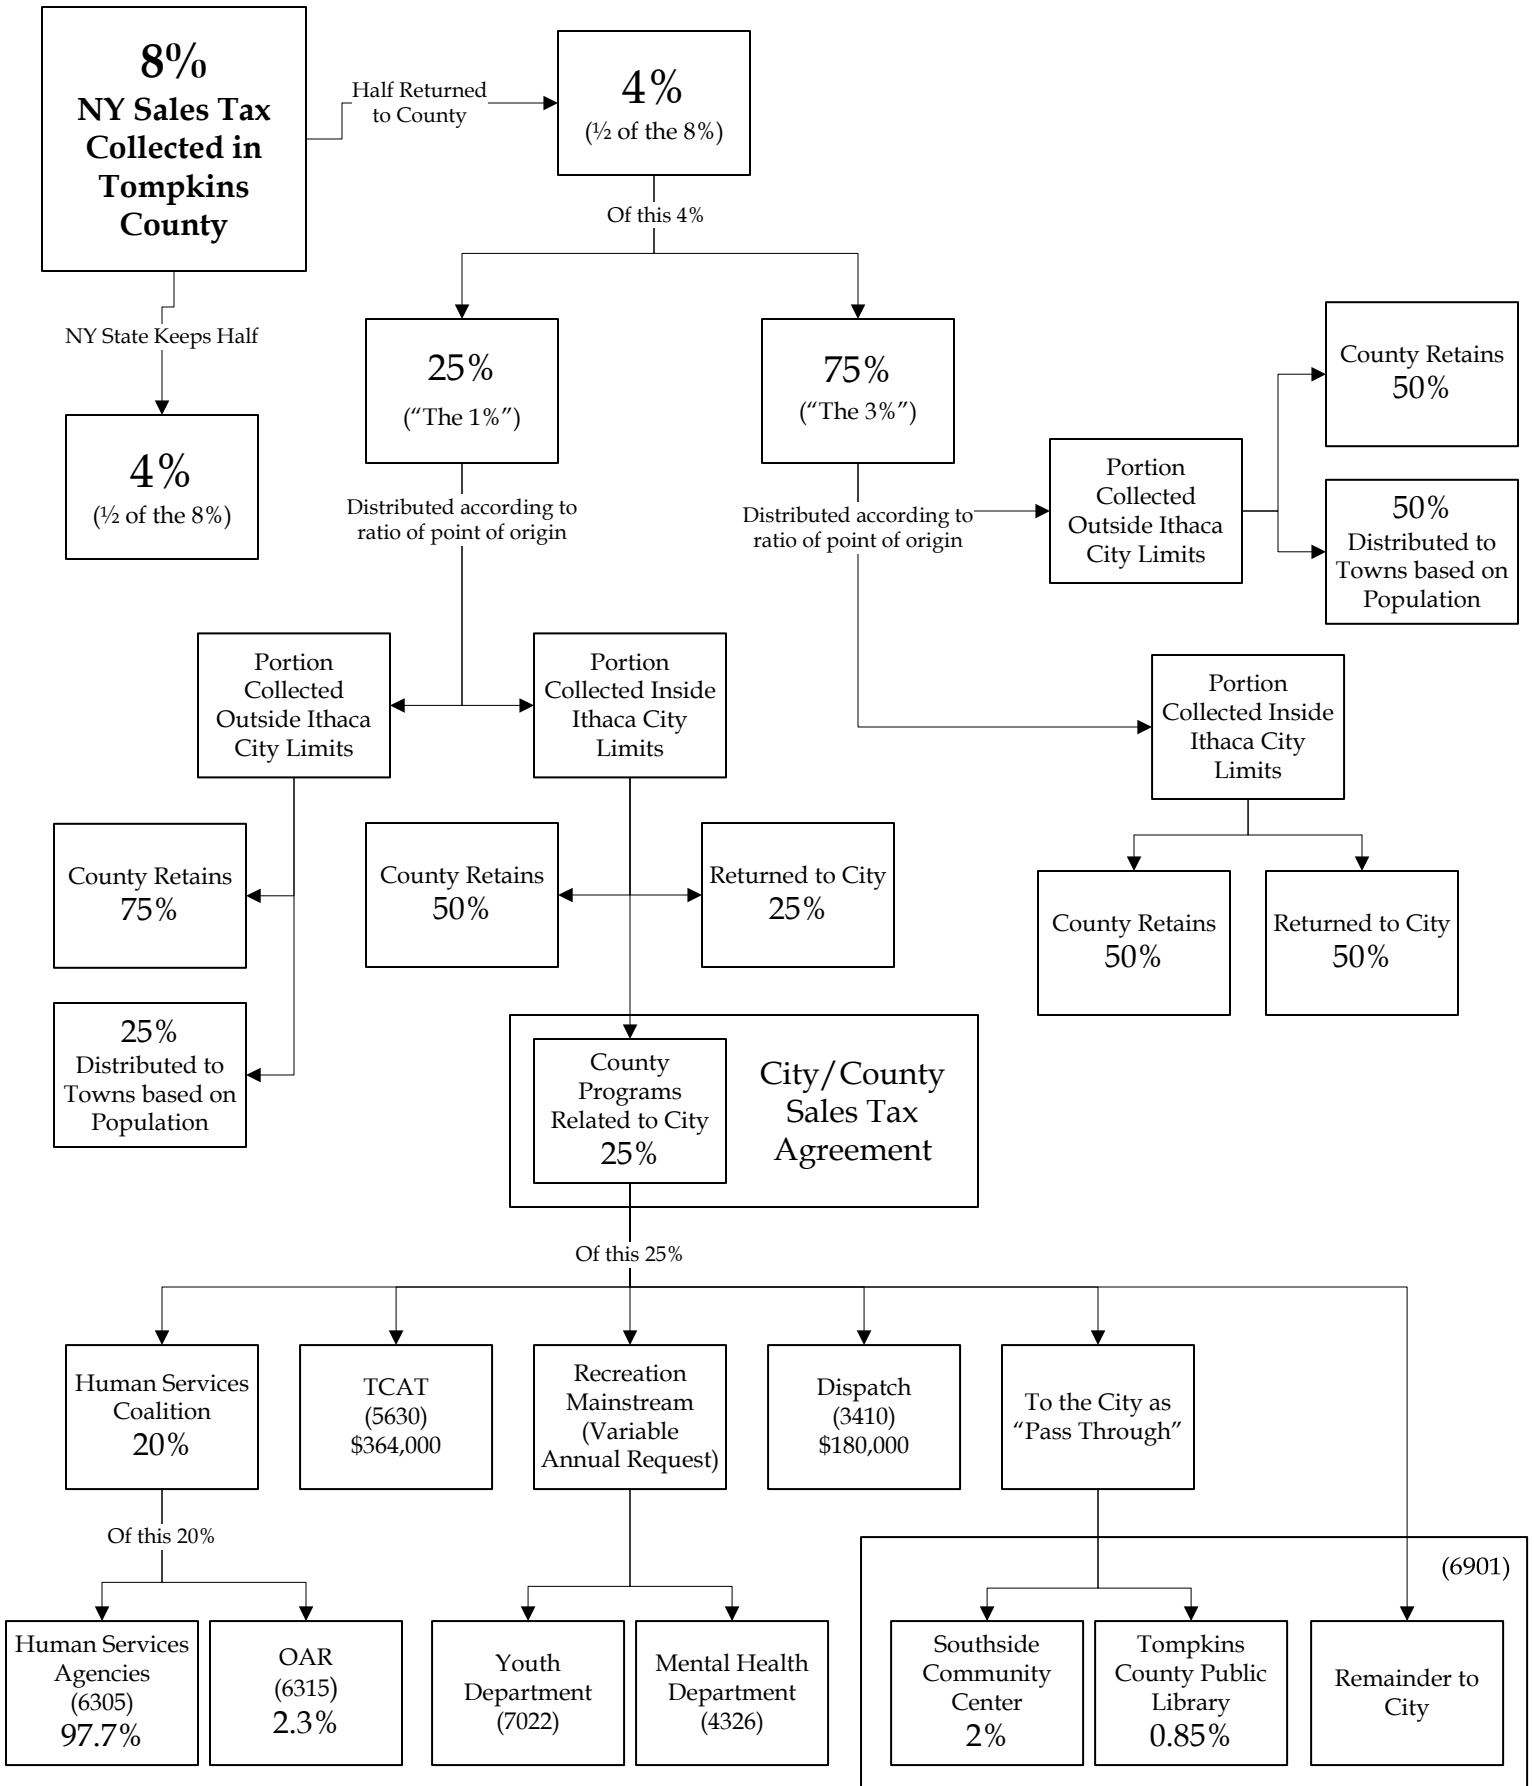 8%
NY Sales Tax
Collected in
Tompkins
County
Half Returned
to County
4%
(½ of the 8%)
Of this 4%
NY State Keeps Half
4%
(½ of the 8%)
25%
(“The 1%”)
75%
(“The 3%”)
Distributed according to
ratio of point of origin
Distributed according to
ratio of point of origin
Portion
Collected
Outside Ithaca
City Limits
County Retains
50%
50%
Distributed to
Towns based on
Population
Portion
Collected
Outside Ithaca
City Limits
Portion
Collected Inside
Ithaca City
Limits
Portion
Collected Inside
Ithaca City
Limits
County Retains
75%
County Retains
50%
Returned to City
25%
County Retains
50%
Returned to City
50%
25%
Distributed to
Towns based on
Population
County
Programs
Related to City
25%
City/County
Sales Tax
Agreement
Of this 25%
Human Services
Coalition
20%
TCAT
(5630)
$364,000
Recreation
Mainstream
(Variable
Annual Request)
Dispatch
(3410)
$180,000
To the City as
“Pass Through”
Of this 20%
(6901)
Human Services
Agencies
(6305)
97.7%
OAR
(6315)
2.3%
Youth
Department
(7022)
Mental Health
Department
(4326)
Southside
Community
Center
2%
Tompkins
County Public
Library
0.85%
Remainder to
City